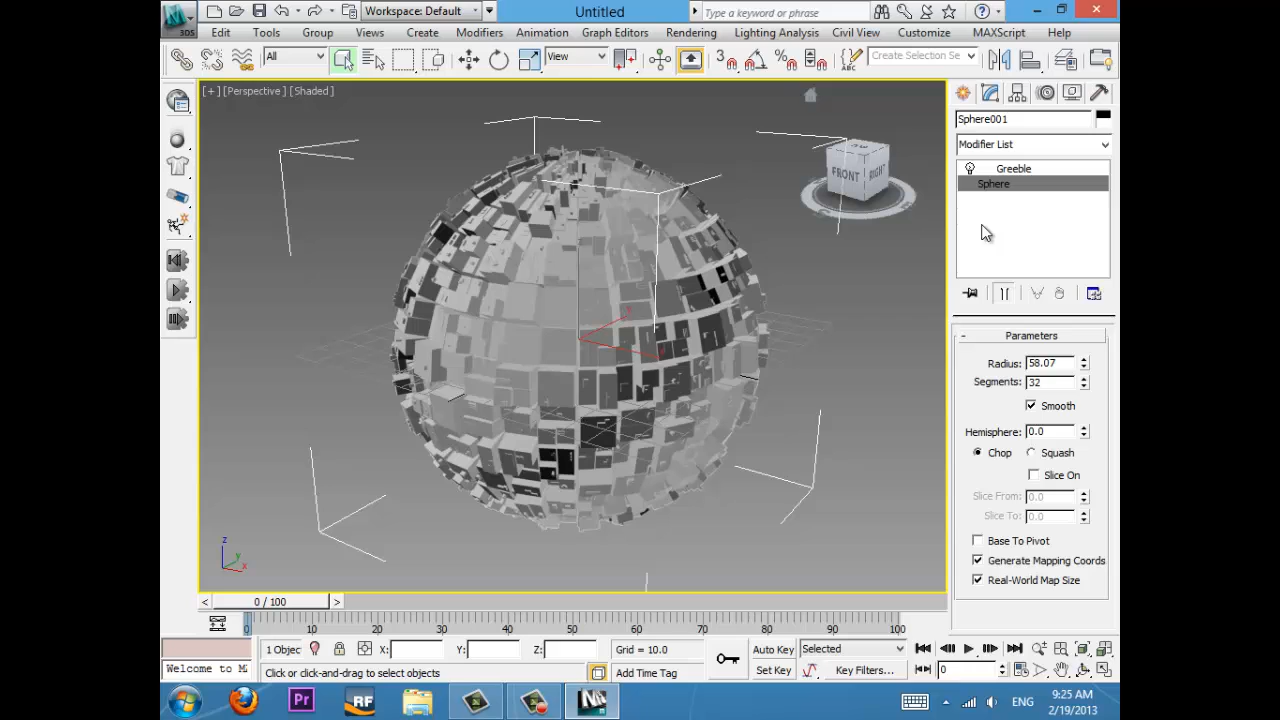 Workspace: Default
Untitled
Type a keyword or phrase
3DS
Edit
Tools
Group
Views
Create
Modifiers
Animation
Graph Editors
Rendering
Lighting Analysis
Civil View
Customize
MAXScript
Help
All
View
3
Create Selection Se
[+] [Perspective] [Shaded]
FRONT
RIGHT
Sphere001
Modifier List
Greeble
Sphere
Parameters
Radius: 58.07
Segments: 32
Smooth
Hemisphere: 0.0
Chop
Squash
Slice On
Slice From: 0.0
Slice To: 0.0
Base To Pivot
Generate Mapping Coords
Real-World Map Size
z
y
x
< 0 / 100 >
0 10 20 30 40 50 60 70 80 90 100
1 Objec
X:
Y:
Z:
Grid = 10.0
Auto Key
Selected
Welcome to M
Click or click-and-drag to select objects
Add Time Tag
Set Key
Key Filters...
0
Pr
RF
ENG
9:25 AM
2/19/2013